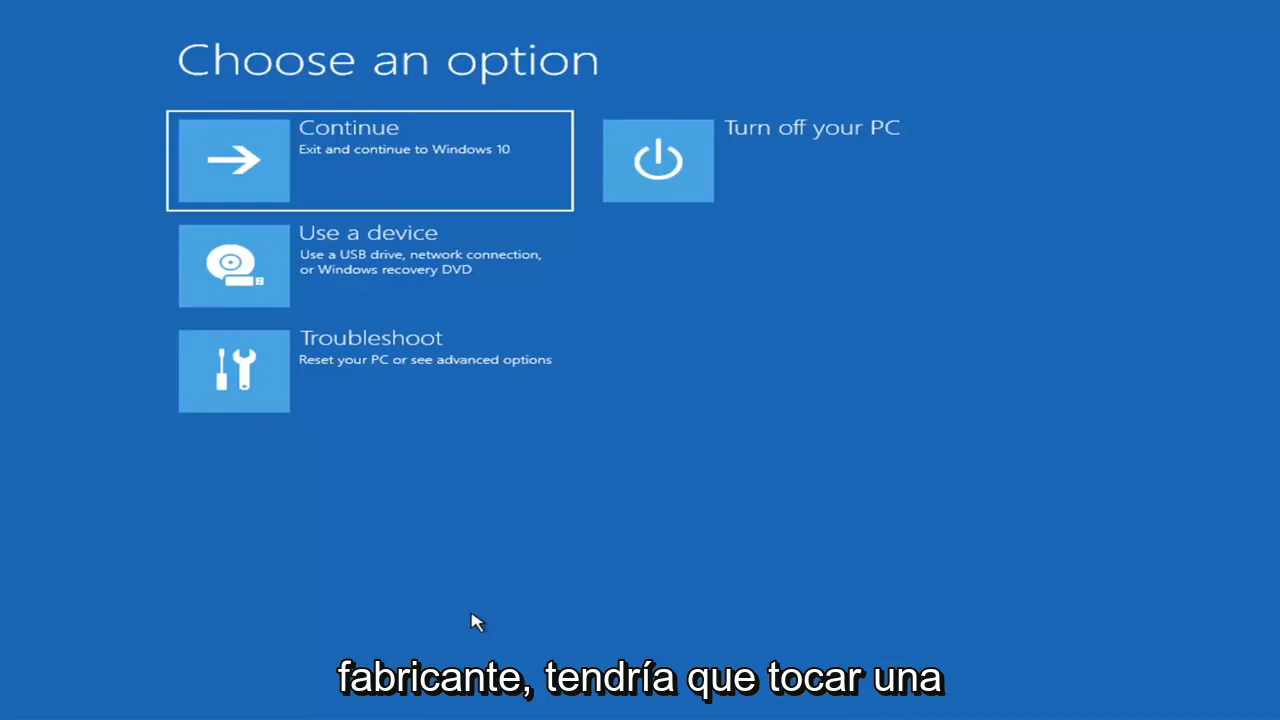 Choose an option
Continue
Exit and continue to Windows 10
Turn off your PC
Use a device
Use a USB drive, network connection,
or Windows recovery DVD
Troubleshoot
Reset your PC or see advanced options
fabricante, tendría que tocar una